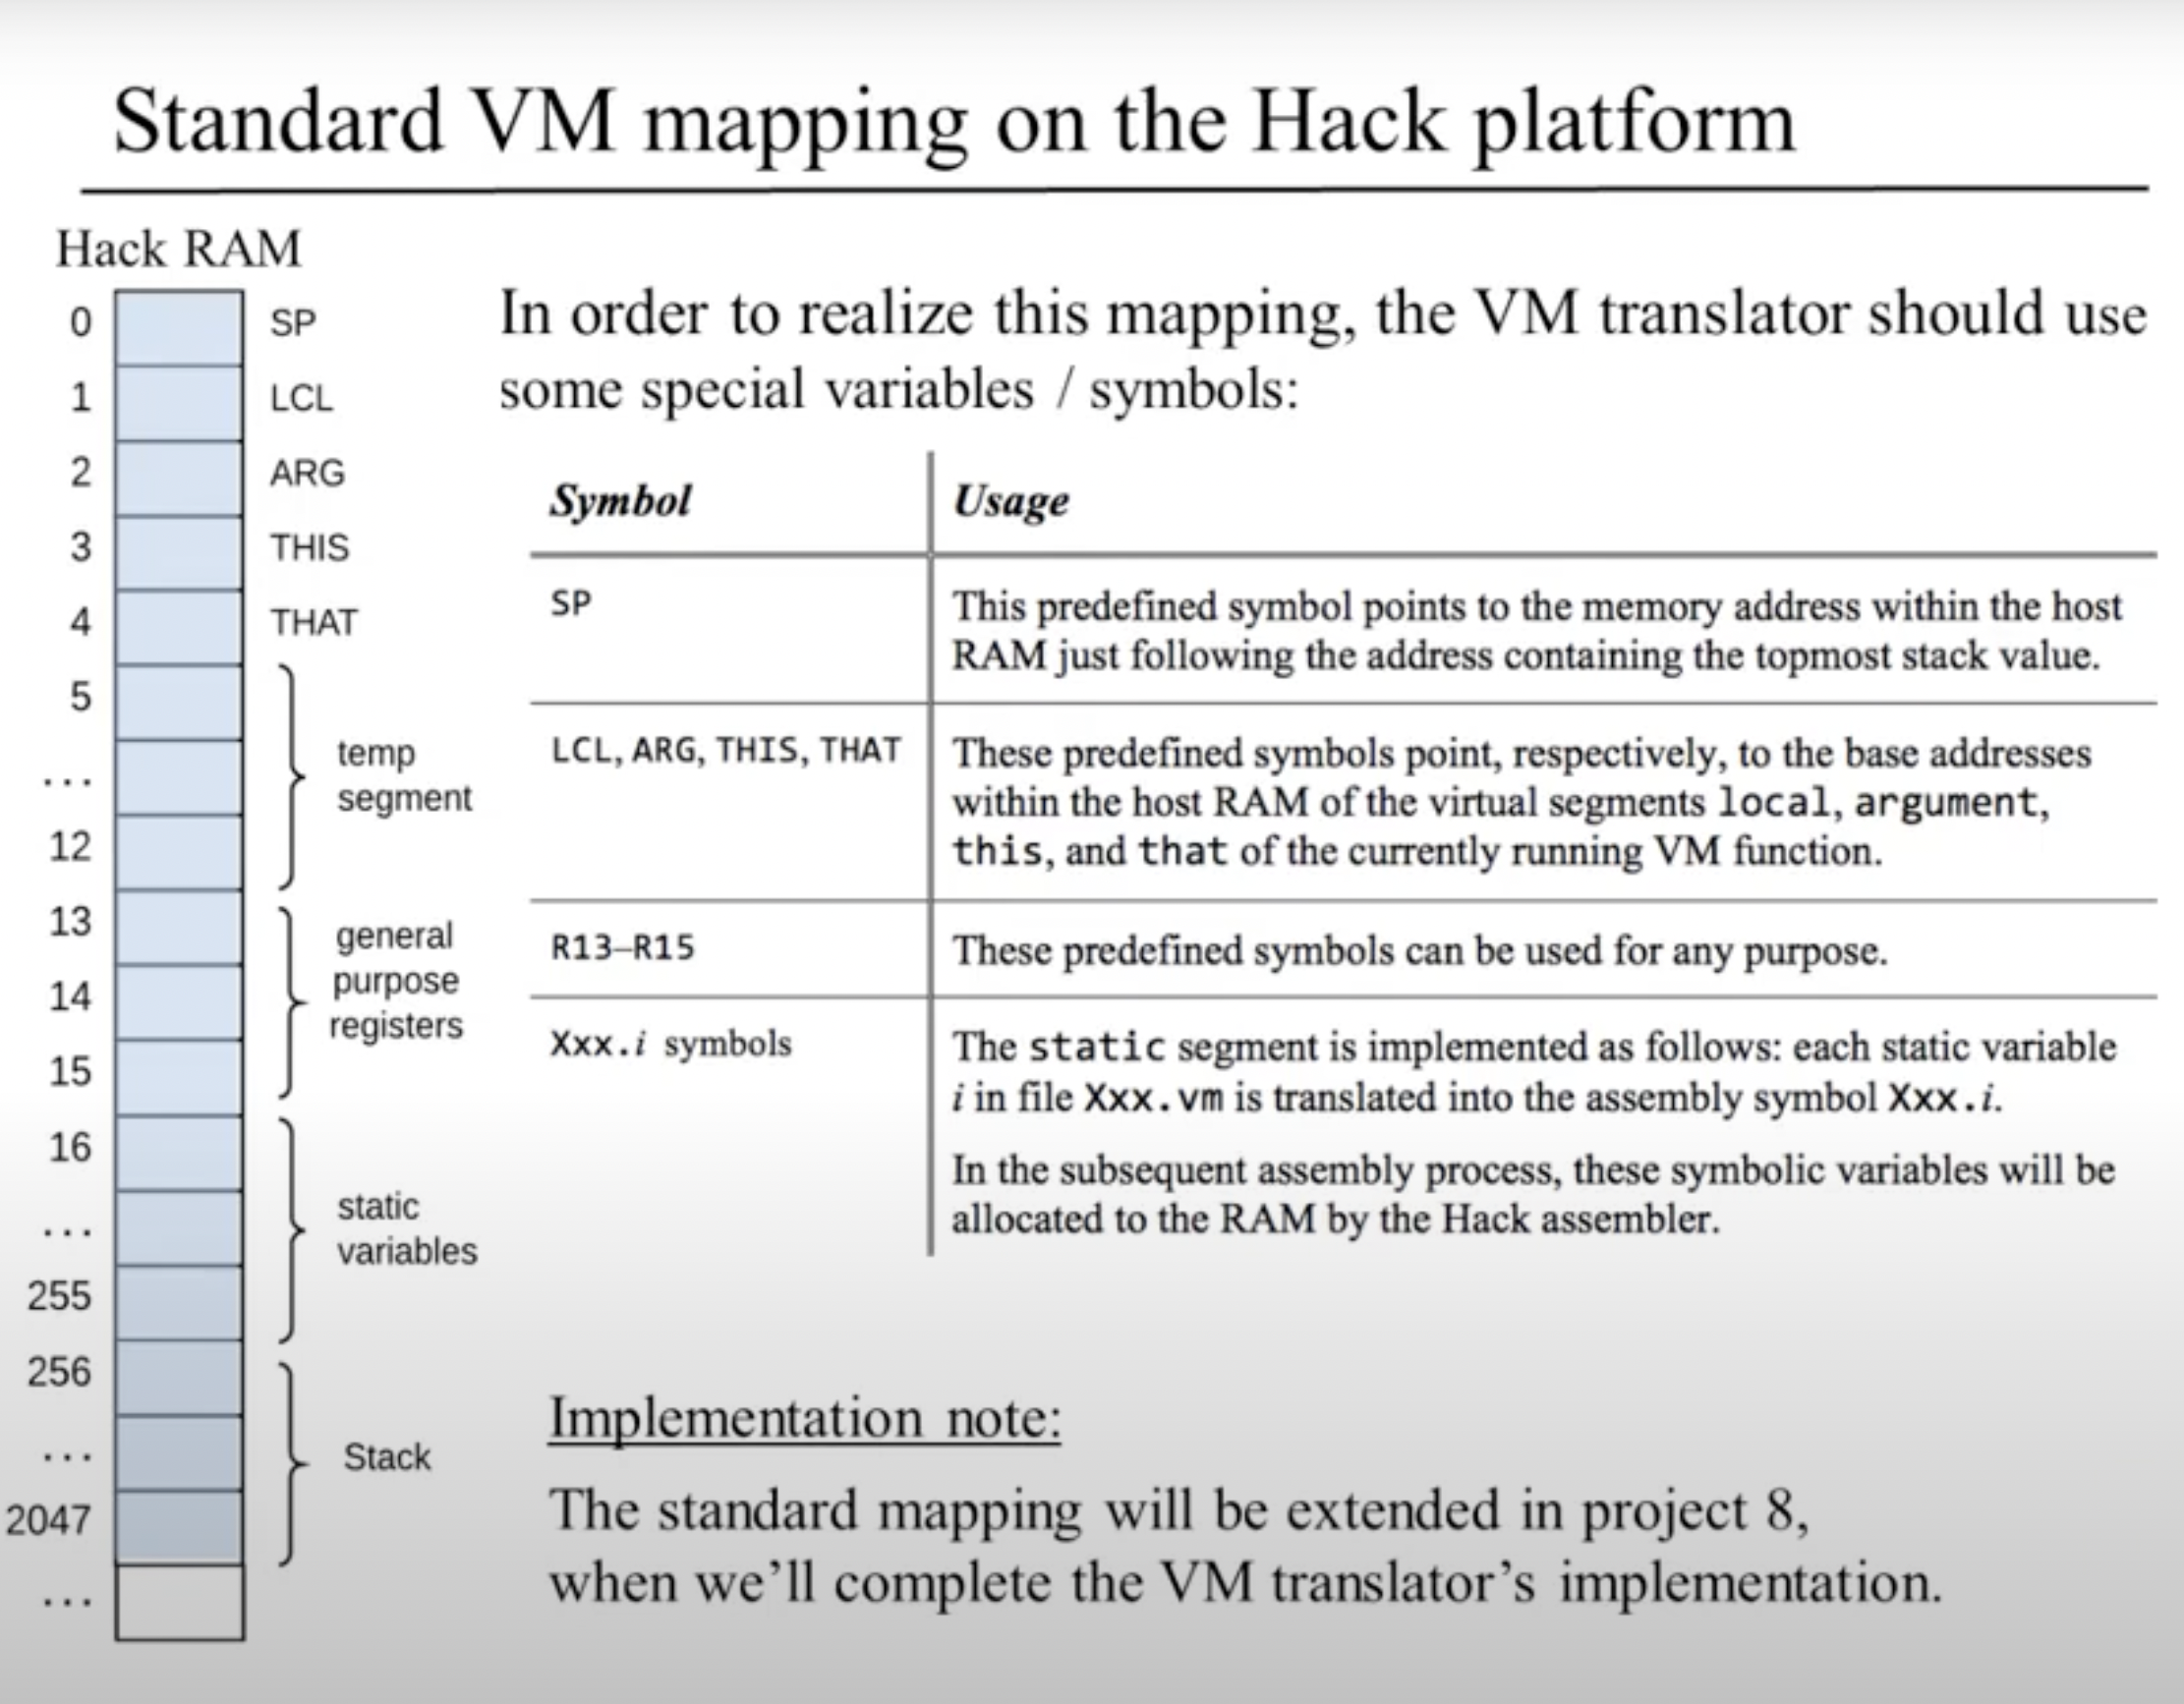 Standard VM mapping on the Hack platform
Hack RAM
0 SP
1 LCL
2 ARG
3 THIS
4 THAT
5
...
12
temp
segment
13
14
15
general
purpose
registers
16
...
255
static
variables
256
...
2047
Stack
...
In order to realize this mapping, the VM translator should use
some special variables / symbols:
Symbol Usage
SP This predefined symbol points to the memory address within the host
RAM just following the address containing the topmost stack value.
LCL, ARG, THIS, THAT These predefined symbols point, respectively, to the base addresses
within the host RAM of the virtual segments local, argument,
this, and that of the currently running VM function.
R13–R15 These predefined symbols can be used for any purpose.
Xxx.i symbols The static segment is implemented as follows: each static variable
i in file Xxx.vm is translated into the assembly symbol Xxx.i.
In the subsequent assembly process, these symbolic variables will be
allocated to the RAM by the Hack assembler.
Implementation note:
The standard mapping will be extended in project 8,
when we’ll complete the VM translator’s implementation.